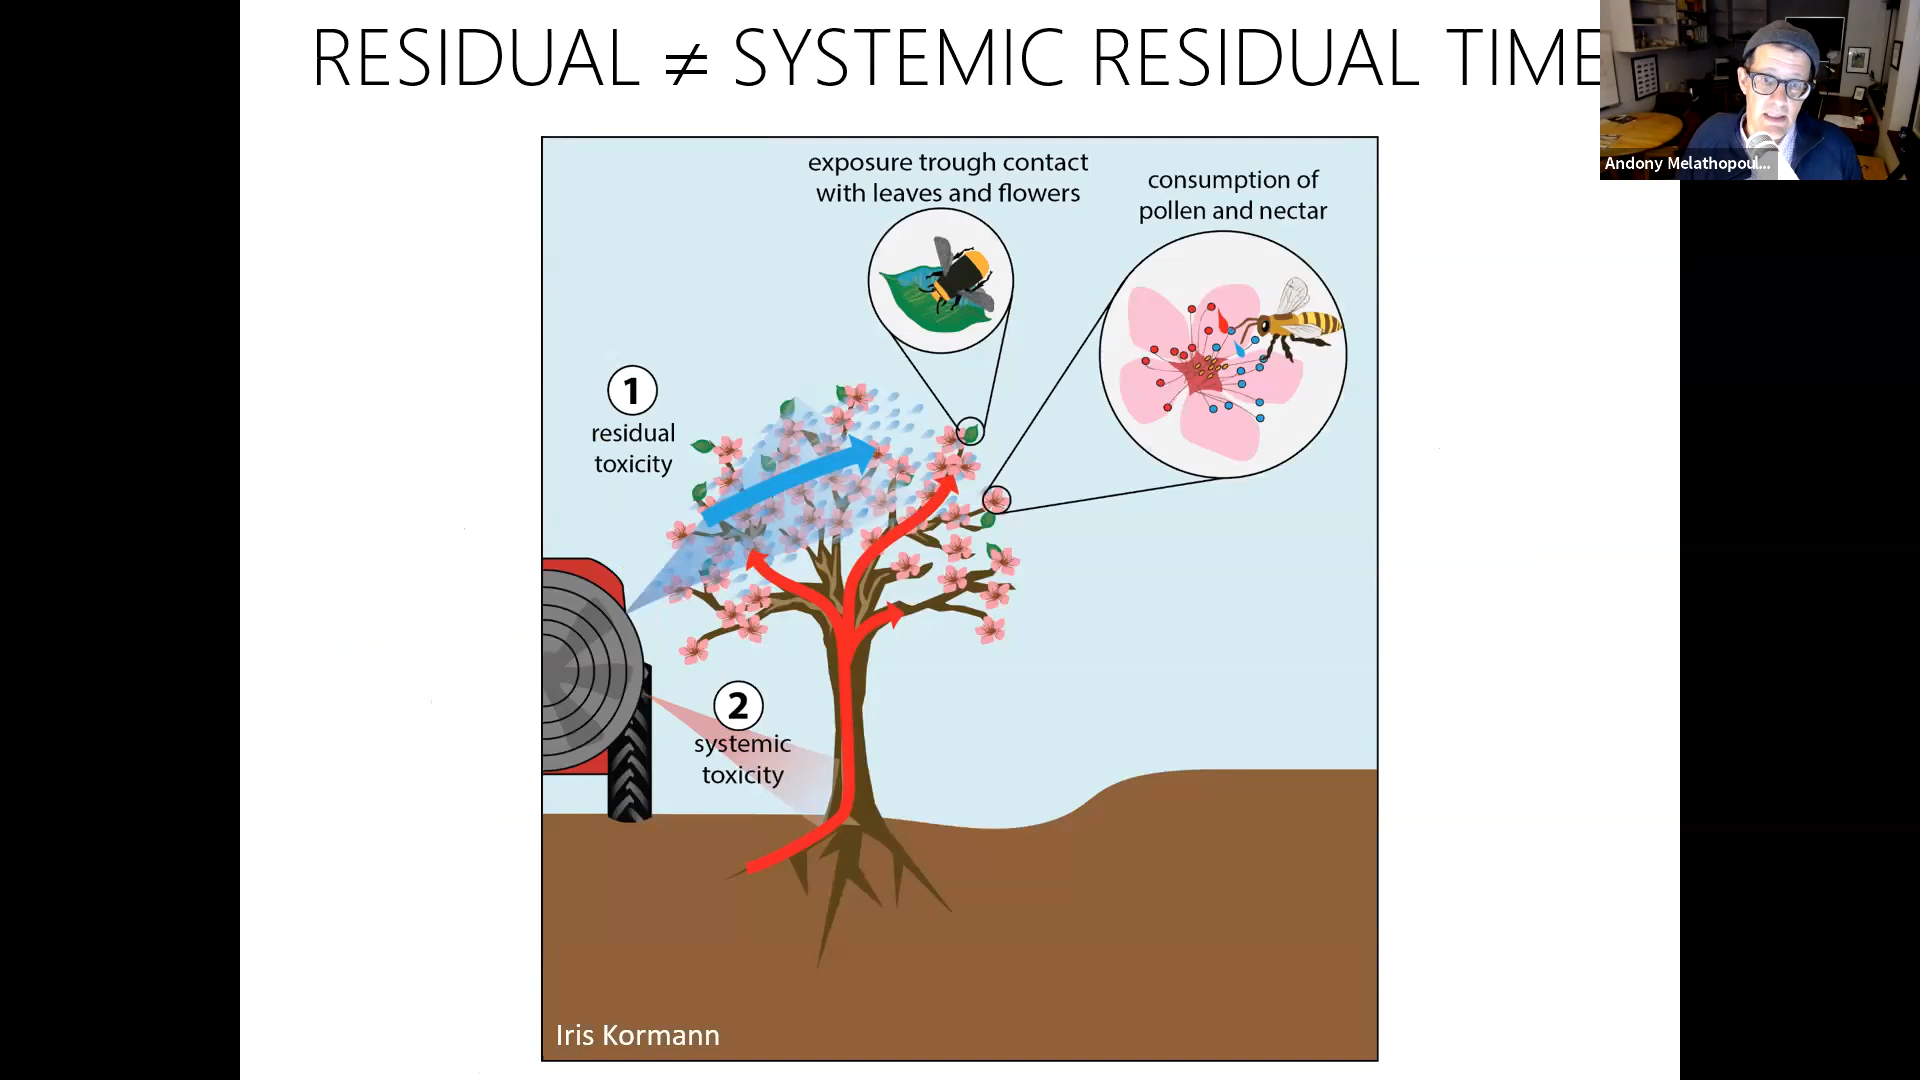 RESIDUAL ≠ SYSTEMIC RESIDUAL TIME
Andony Melathopoul...
exposure trough contact
with leaves and flowers
consumption of
pollen and nectar
1
residual
toxicity
2
systemic
toxicity
Iris Kormann